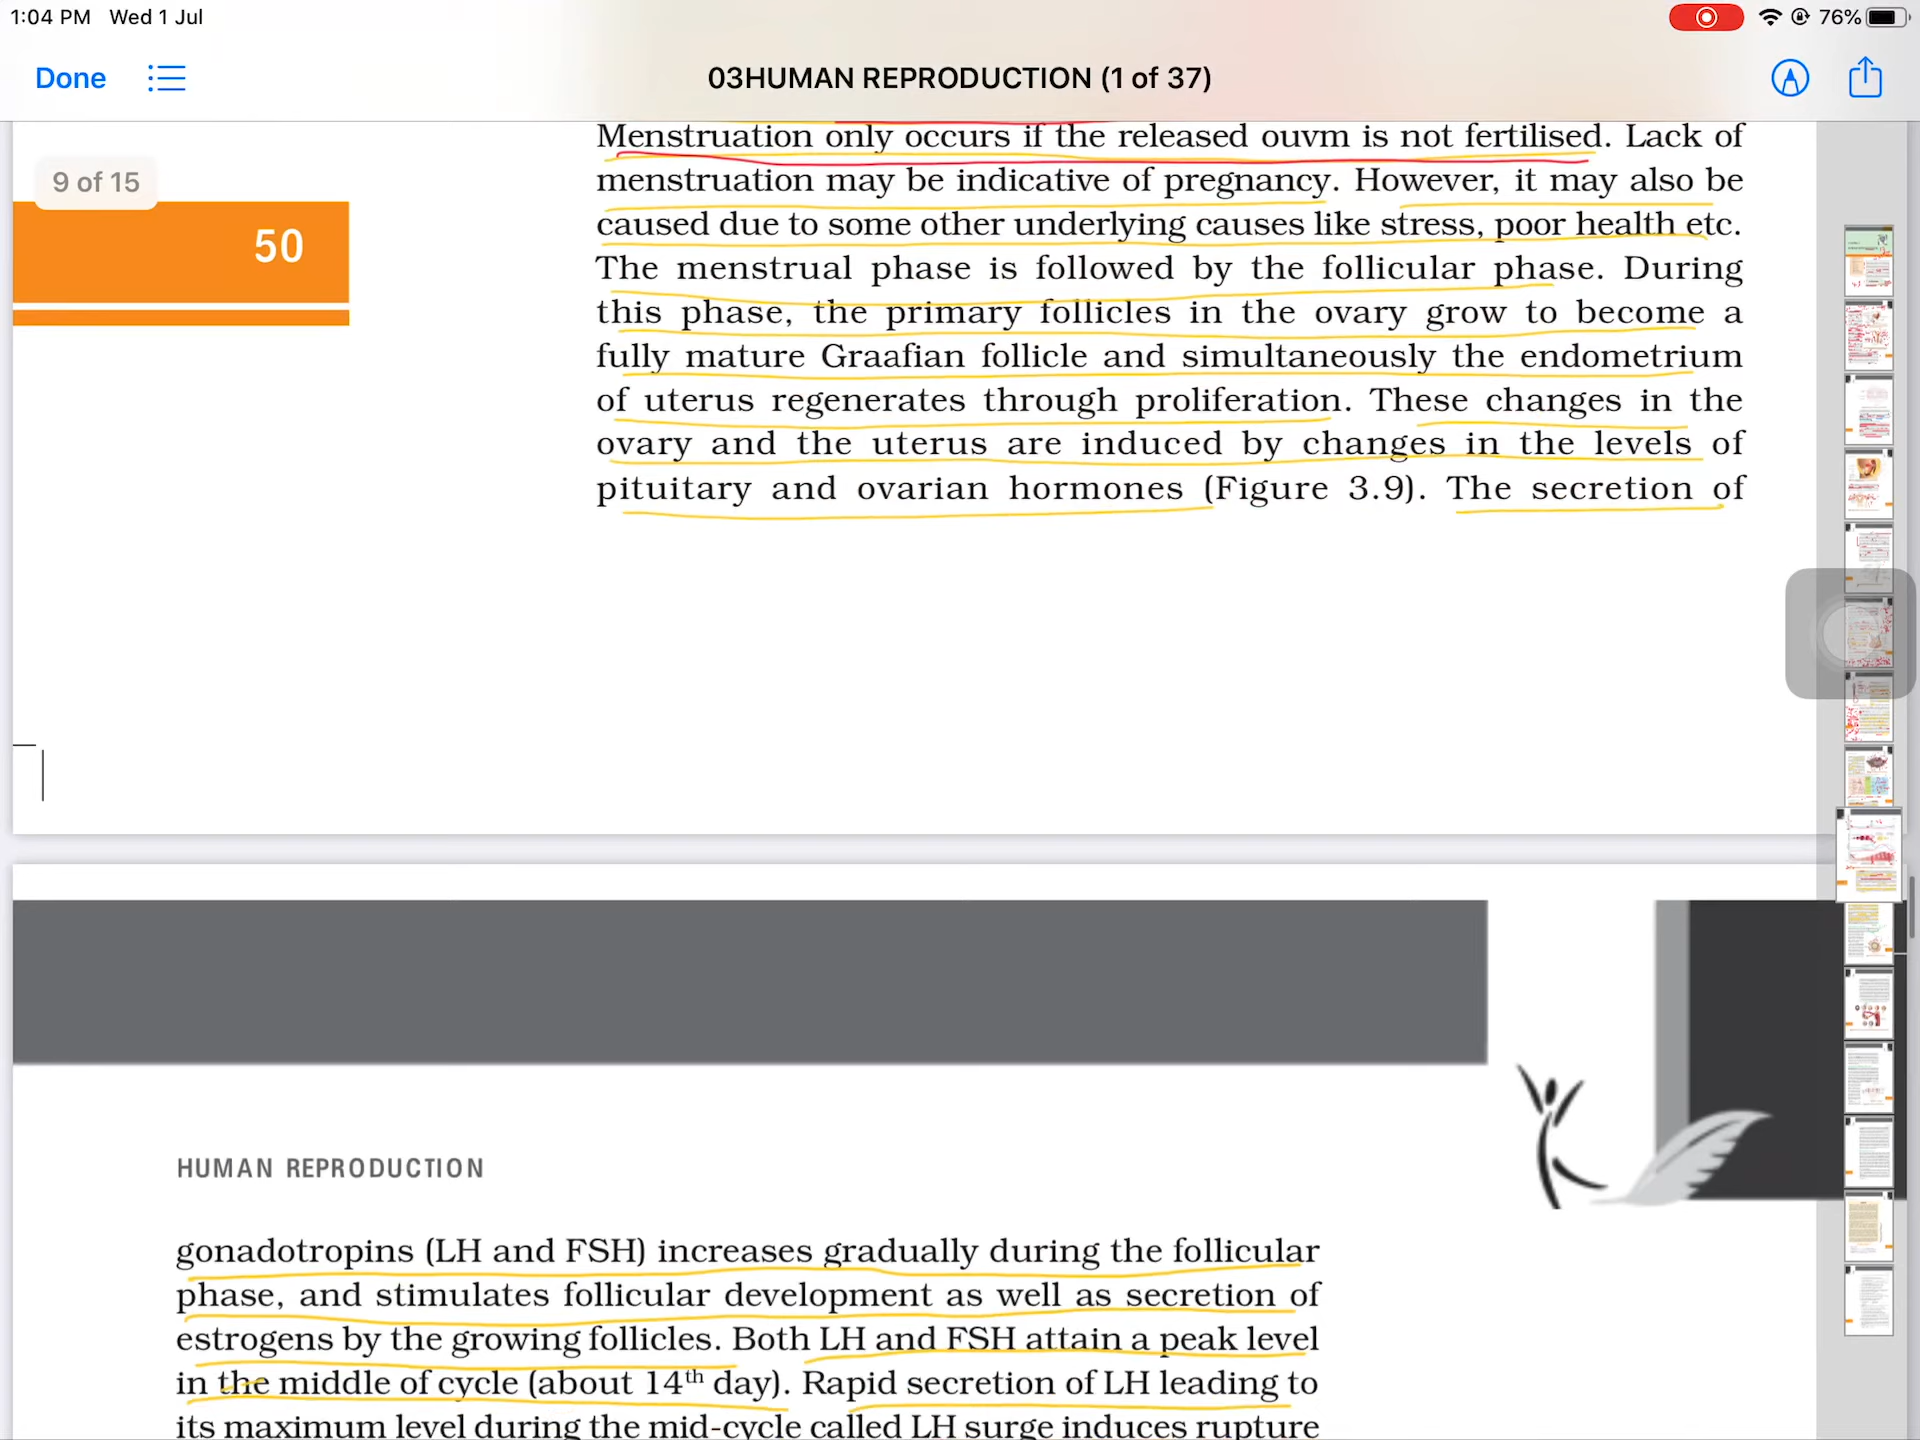 1:04 PM Wed 1 Jul
76%
Done
03HUMAN REPRODUCTION (1 of 37)
9 of 15
50
Menstruation only occurs if the released ouvm is not fertilised. Lack of
menstruation may be indicative of pregnancy. However, it may also be
caused due to some other underlying causes like stress, poor health etc.
The menstrual phase is followed by the follicular phase. During
this phase, the primary follicles in the ovary grow to become a
fully mature Graafian follicle and simultaneously the endometrium
of uterus regenerates through proliferation. These changes in the
ovary and the uterus are induced by changes in the levels of
pituitary and ovarian hormones (Figure 3.9). The secretion of
HUMAN REPRODUCTION
gonadotropins (LH and FSH) increases gradually during the follicular
phase, and stimulates follicular development as well as secretion of
estrogens by the growing follicles. Both LH and FSH attain a peak level
in the middle of cycle (about 14th day). Rapid secretion of LH leading to
its maximum level during the mid-cycle called LH surge induces rupture